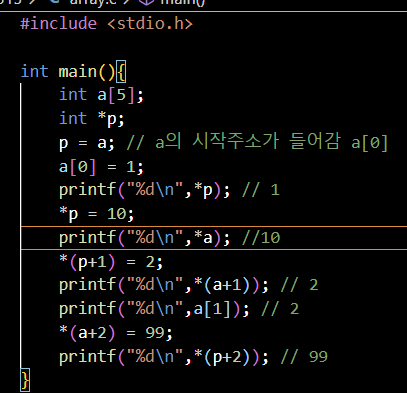 array.c > main()
#include <stdio.h>
int main(){
int a[5];
int *p;
p = a; // a의 시작주소가 들어감 a[0]
a[0] = 1;
printf("%d\n",*p); // 1
*p = 10;
printf("%d\n",*a); //10
*(p+1) = 2;
printf("%d\n",*(a+1)); // 2
printf("%d\n",a[1]); // 2
*(a+2) = 99;
printf("%d\n",*(p+2)); // 99
}